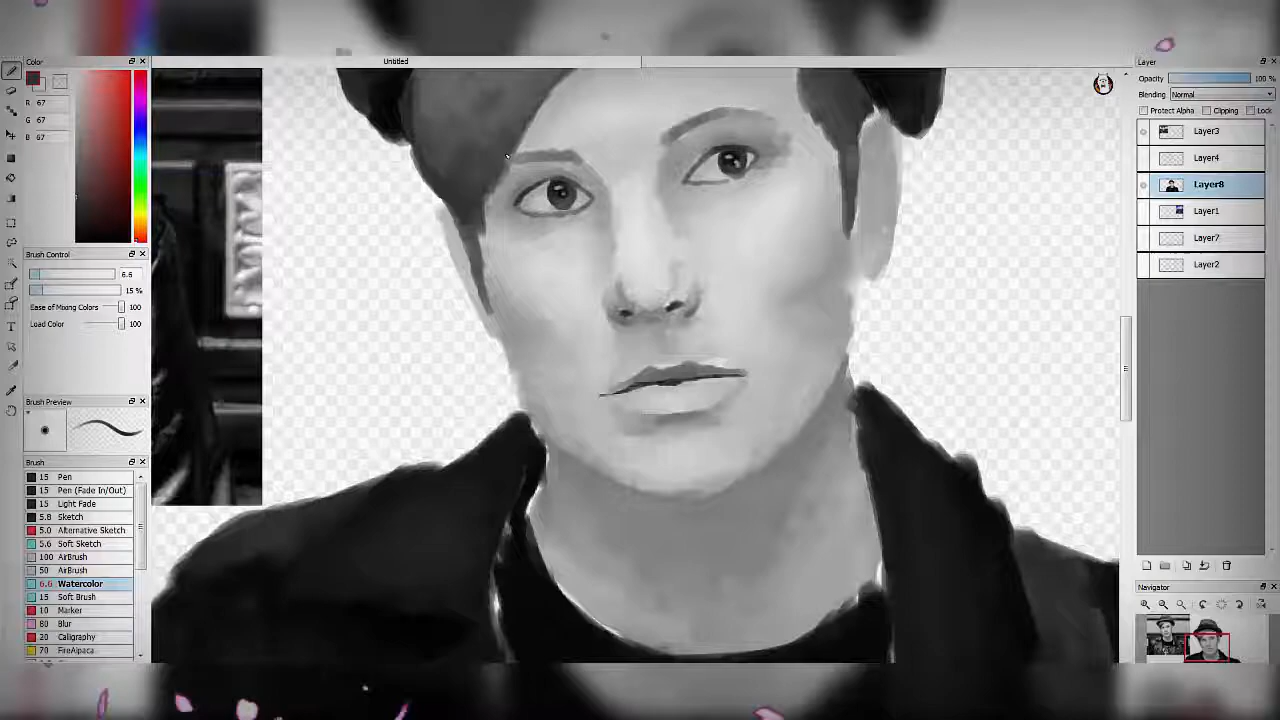 Color
Untitled
Layer
R 67
G 67
B 67
Opacity 100 %
Blending Normal
Protect Alpha Clipping Lock
Layer3
Layer4
Layer8
Layer1
Layer7
Layer2
Brush Control
6.6
15 %
Ease of Mixing Colors 100
Load Color 100
Brush Preview
Brush
15 Pen
15 Pen (Fade In/Out)
15 Light Fade
5.8 Sketch
5.0 Alternative Sketch
5.6 Soft Sketch
100 AirBrush
50 AirBrush
6.6 Watercolor
15 Soft Brush
10 Marker
80 Blur
20 Calligraphy
70 FireAlpaca
Navigator